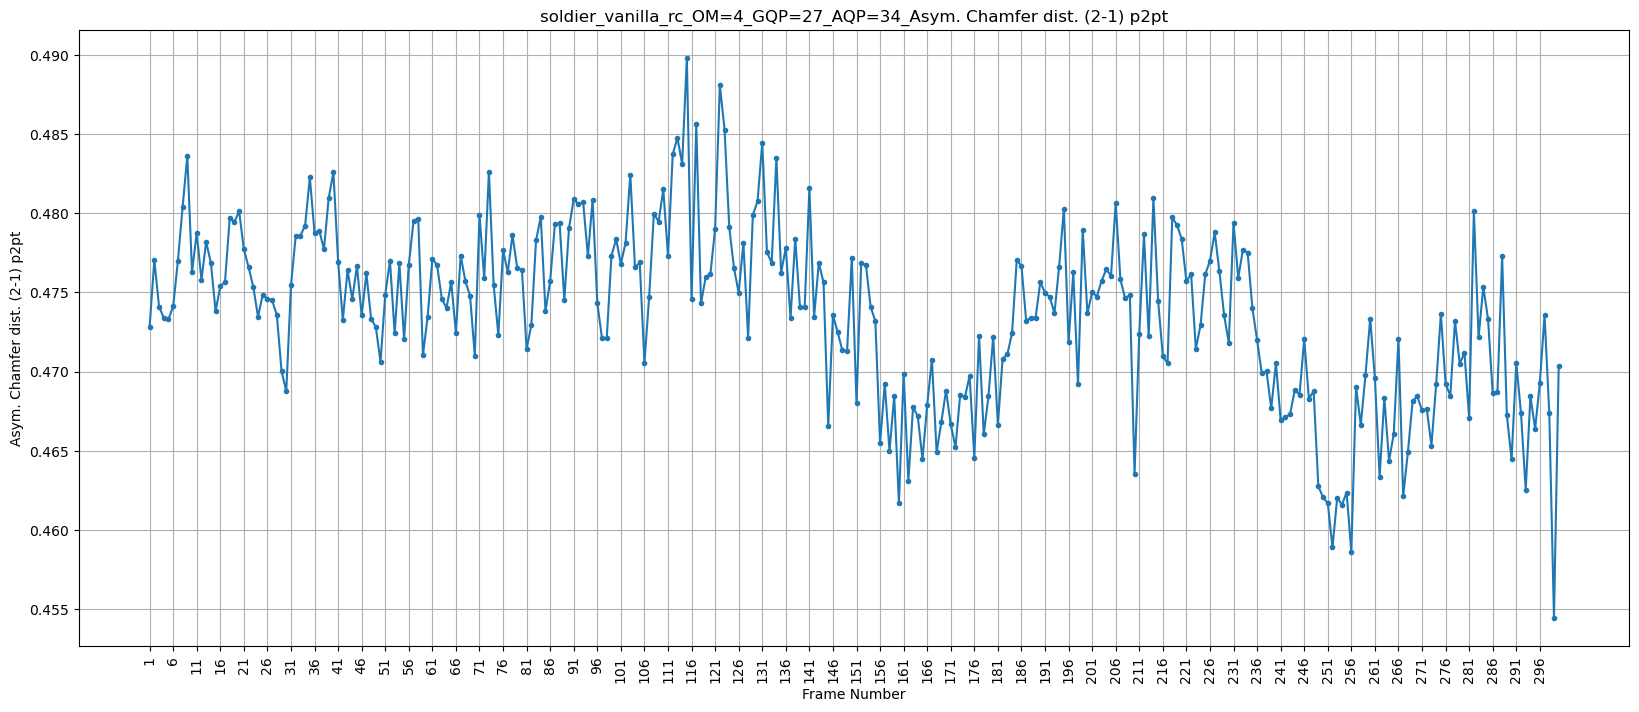 soldier_vanilla_rc_OM=4_GQP=27_AQP=34_Asym. Chamfer dist. (2-1) p2pt
0.490
0.485
0.480
0.475
0.470
0.465
0.460
0.455
Asym. Chamfer dist. (2-1) p2pt
1 6 11 16 21 26 31 36 41 46 51 56 61 66 71 76 81 86 91 96 101 106 111 116 121 126 131 136 141 146 151 156 161 166 171 176 181 186 191 196 201 206 211 216 221 226 231 236 241 246 251 256 261 266 271 276 281 286 291 296
Frame Number